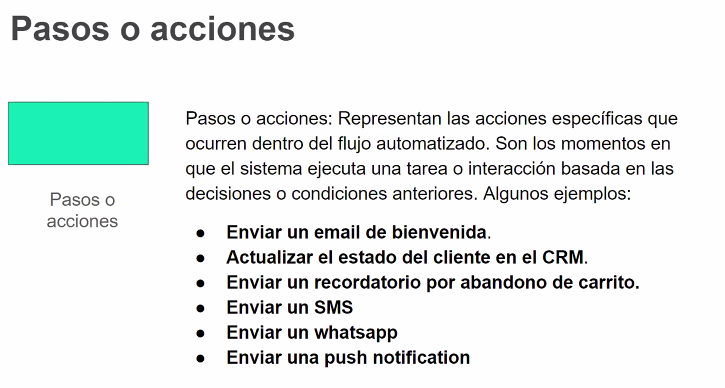 Pasos o acciones
Pasos o acciones: Representan las acciones específicas que
ocurren dentro del flujo automatizado. Son los momentos en
que el sistema ejecuta una tarea o interacción basada en las
decisiones o condiciones anteriores. Algunos ejemplos:
Pasos o
acciones
● Enviar un email de bienvenida.
● Actualizar el estado del cliente en el CRM.
● Enviar un recordatorio por abandono de carrito.
● Enviar un SMS
● Enviar un whatsapp
● Enviar una push notification